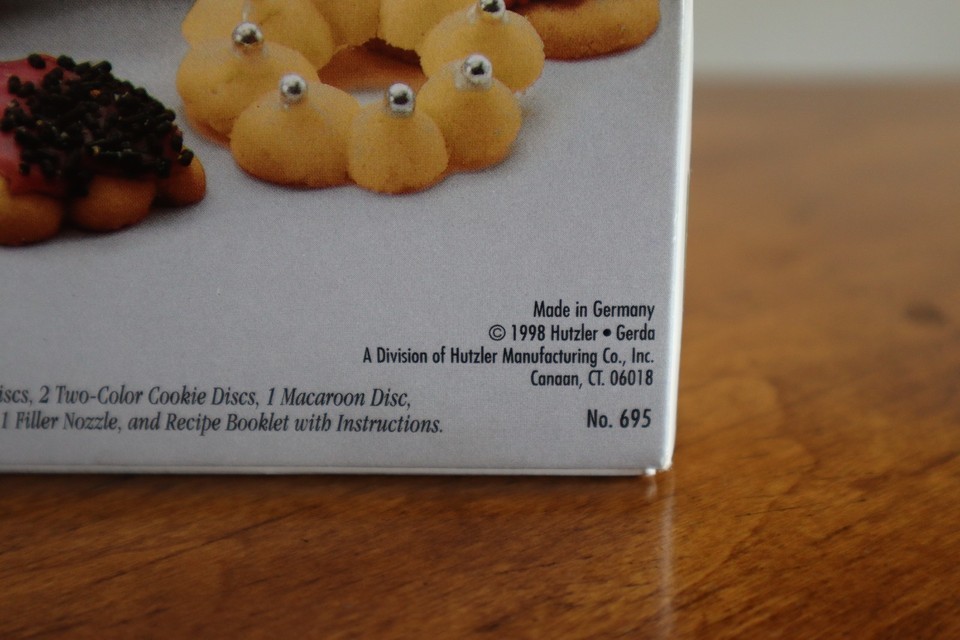 Made in Germany
© 1998 Hutzler • Gerda
A Division of Hutzler Manufacturing Co., Inc.
Canaan, CT. 06018
No. 695
2 Two-Color Cookie Discs, 1 Macaroon Disc,
1 Filler Nozzle, and Recipe Booklet with Instructions.